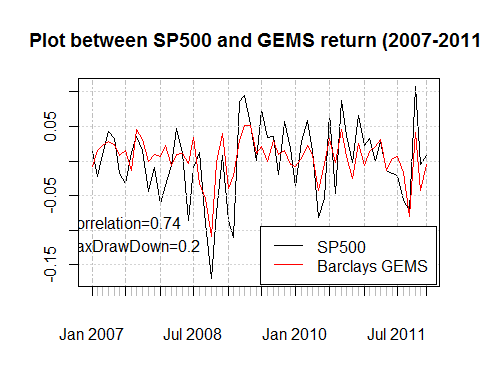 Plot between SP500 and GEMS return (2007-2011
0.05
-0.05
-0.15
orrelation=0.74
axDrawDown=0.2
SP500
Barclays GEMS
Jan 2007 Jul 2008 Jan 2010 Jul 2011